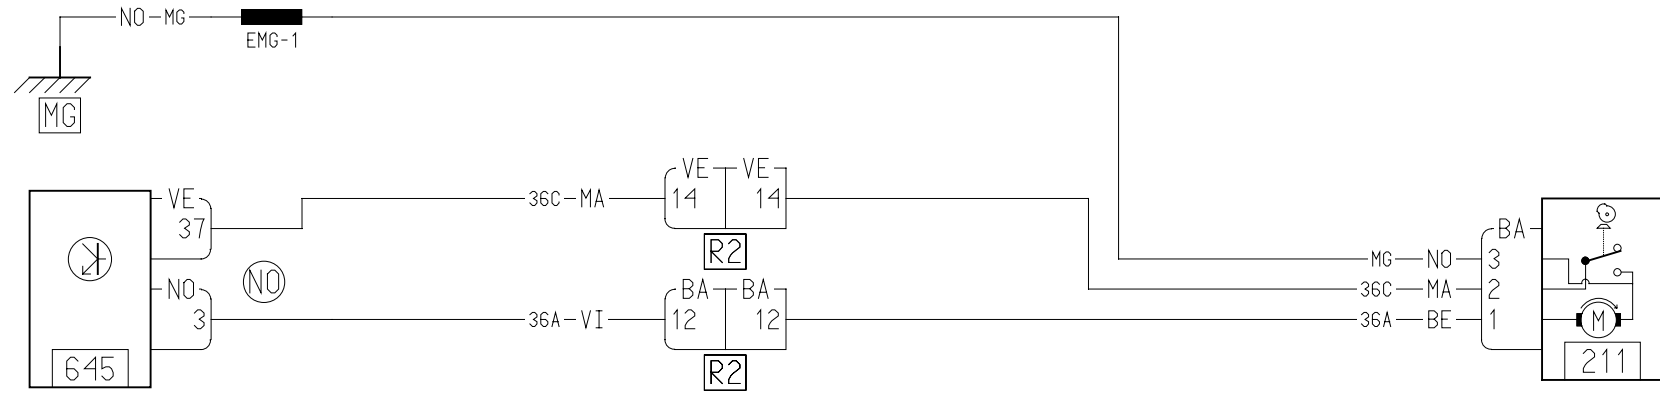 NO MG
EMG-1
MG
VE VE
VE 36C MA 14 14
37
R2
BA
NO NO BA BA MG NO 3
36C MA 2
3 36A VI 12 12 36A BE 1 M
645 R2 211